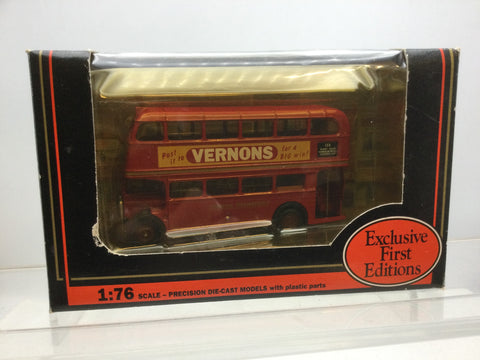 Post
it to
VERNONS
for a
BIG win!
Exclusive
First
Editions
1:76 SCALE – PRECISION DIE-CAST MODELS with plastic parts